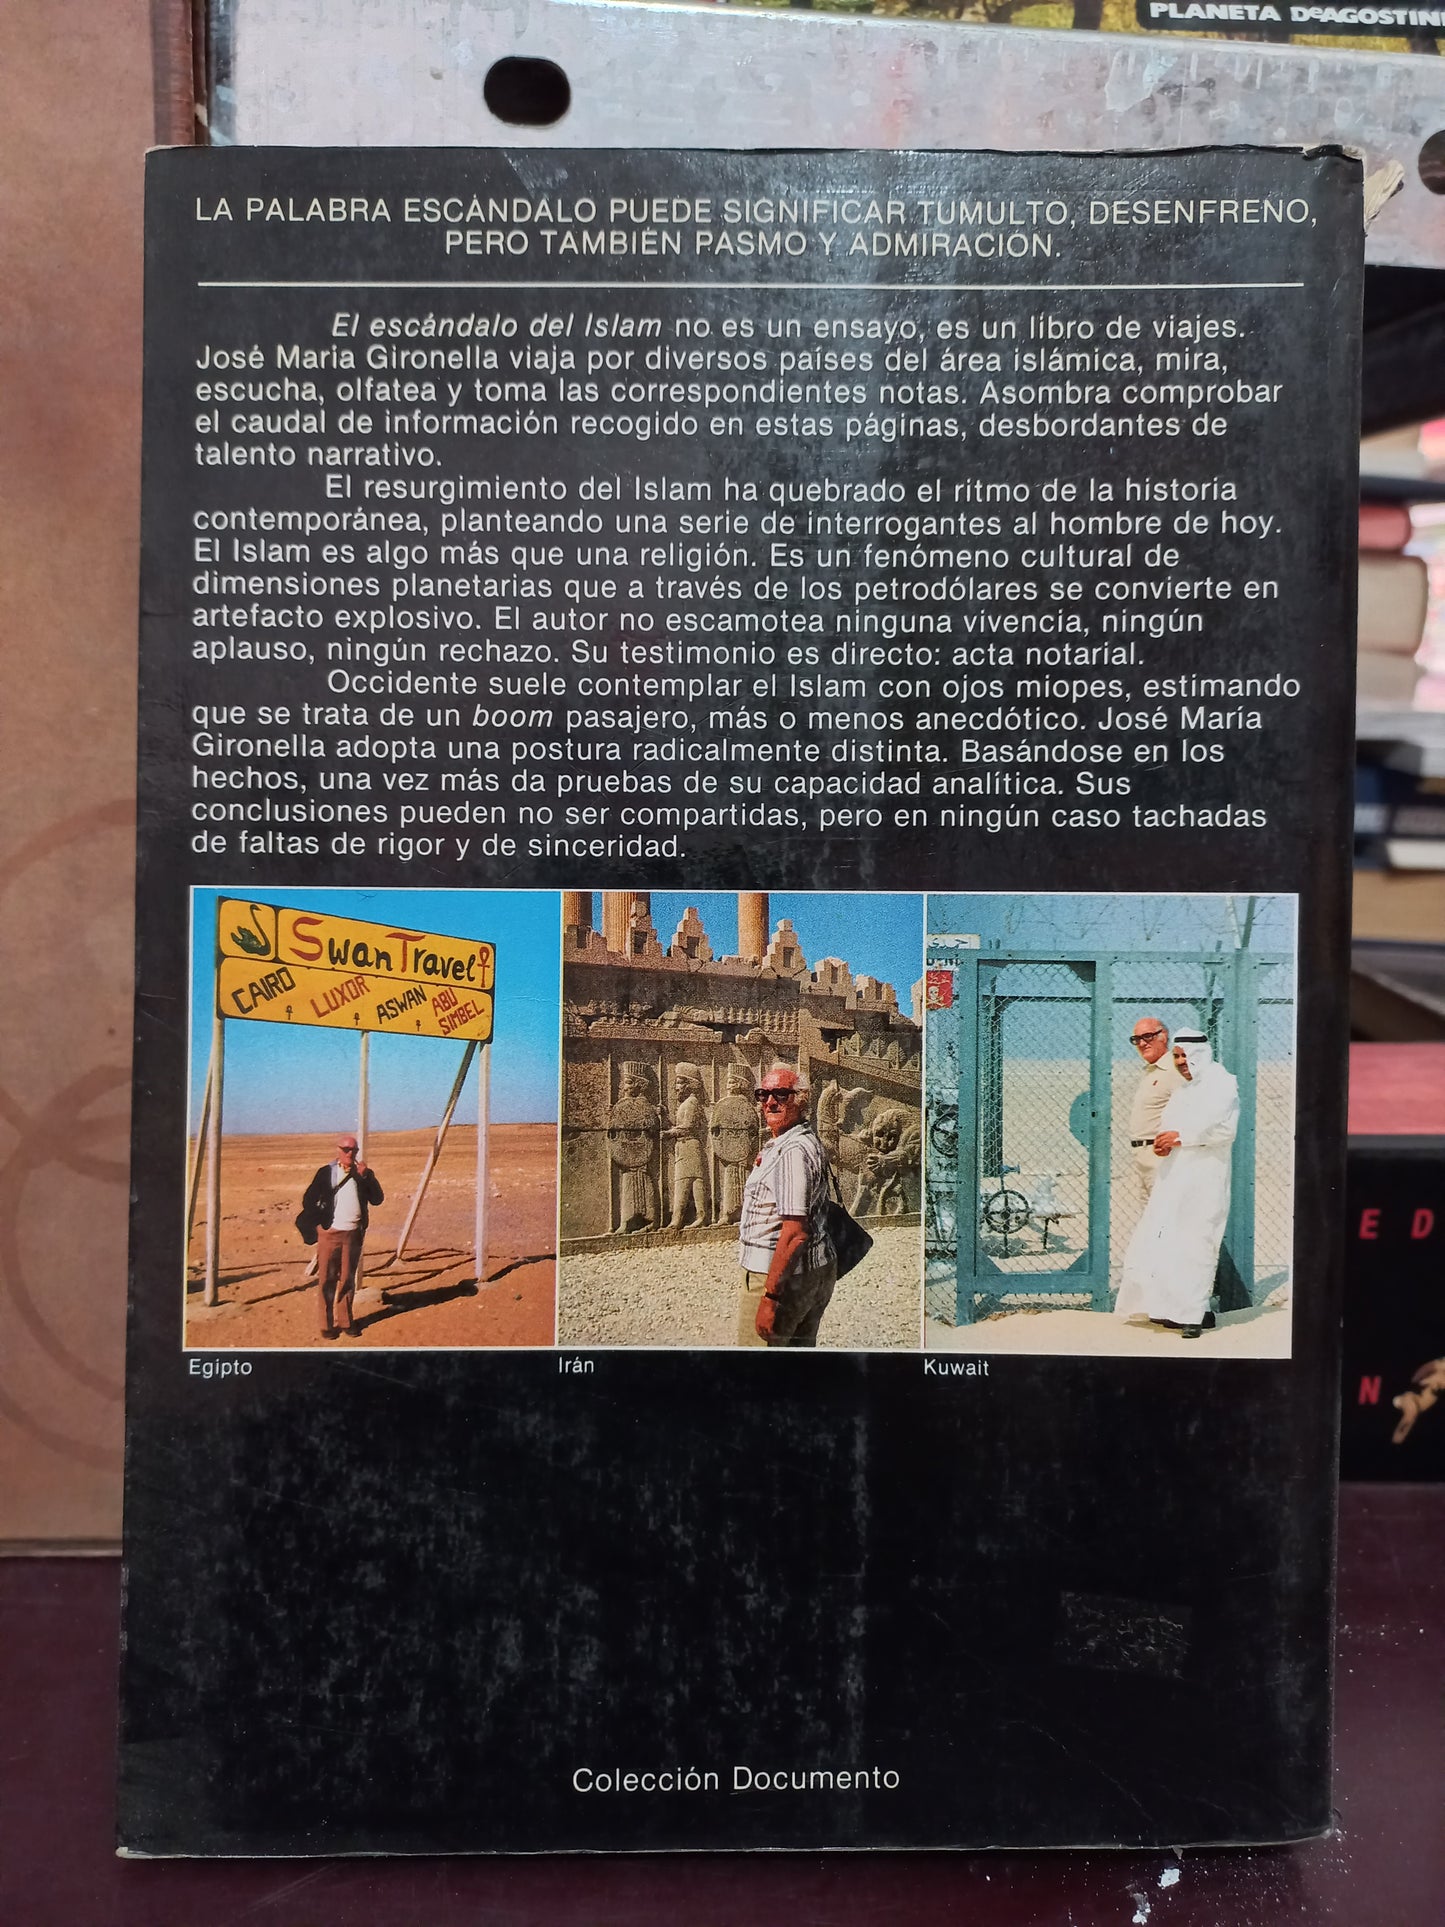 PLANETA DeAGOSTINI
LA PALABRA ESCÁNDALO PUEDE SIGNIFICAR TUMULTO, DESENFRENO,
PERO TAMBIÉN PASMO Y ADMIRACIÓN.
El escándalo del Islam no es un ensayo, es un libro de viajes.
José María Gironella viaja por diversos países del área islámica, mira,
escucha, olfatea y toma las correspondientes notas. Asombra comprobar
el caudal de información recogido en estas páginas, desbordantes de
talento narrativo.
El resurgimiento del Islam ha quebrado el ritmo de la historia
contemporánea, planteando una serie de interrogantes al hombre de hoy.
El Islam es algo más que una religión. Es un fenómeno cultural de
dimensiones planetarias que a través de los petrodólares se convierte en
artefacto explosivo. El autor no escamotea ninguna vivencia, ningún
aplauso, ningún rechazo. Su testimonio es directo: acta notarial.
Occidente suele contemplar el Islam con ojos miopes, estimando
que se trata de un boom pasajero, más o menos anecdótico. José María
Gironella adopta una postura radicalmente distinta. Basándose en los
hechos, una vez más da pruebas de su capacidad analítica. Sus
conclusiones pueden no ser compartidas, pero en ningún caso tachadas
de faltas de rigor y de sinceridad.
Swan Travel
CAIRO LUXOR ASWAN ABU
SIMBEL
Egipto
Irán
Kuwait
Colección Documento
E D
N